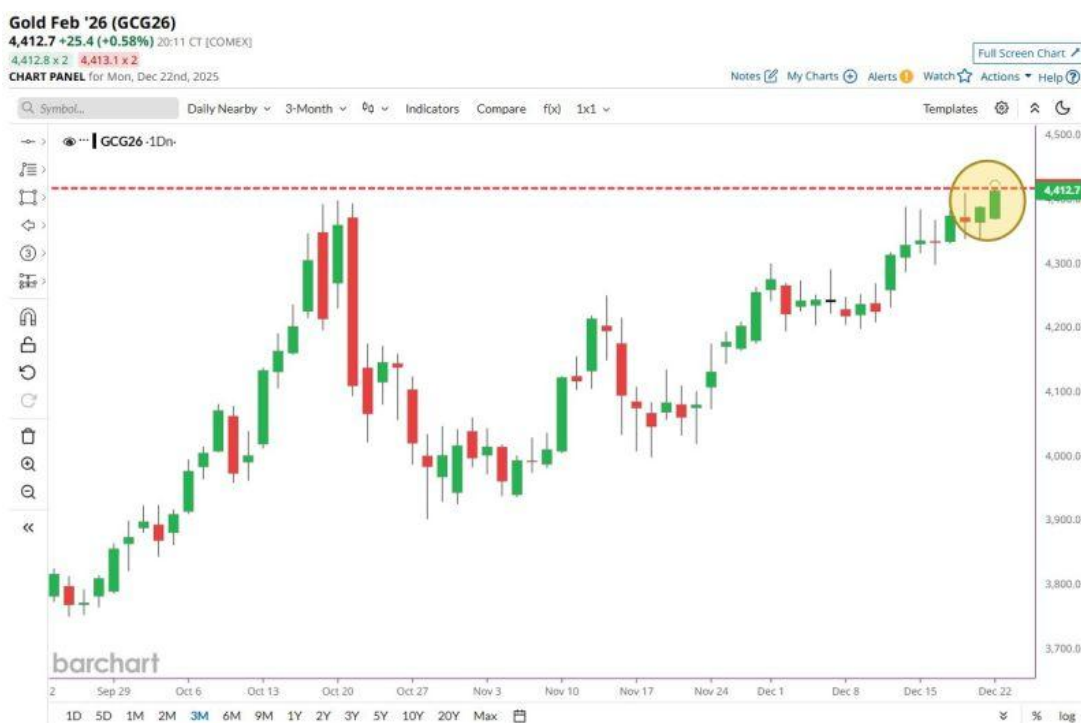 Gold Feb '26 (GCG26)
4,412.7 +25.4 (+0.58%) 20:11 CT [COMEX]
4,412.8 x 2 4,413.1 x 2
Full Screen Chart
CHART PANEL for Mon, Dec 22nd, 2025
Notes My Charts Alerts Watch Actions Help
Symbol... Daily Nearby 3-Month Indicators Compare f(x) 1x1 Templates
GCG26 ·1Dn·
4,500.0
4,412.7
4,300.0
4,200.0
4,100.0
4,000.0
3,900.0
3,800.0
3,700.0
3
barchart
2 Sep 29 Oct 6 Oct 13 Oct 20 Oct 27 Nov 3 Nov 10 Nov 17 Nov 24 Dec 1 Dec 8 Dec 15 Dec 22
1D 5D 1M 2M 3M 6M 9M 1Y 2Y 3Y 5Y 10Y 20Y Max % log